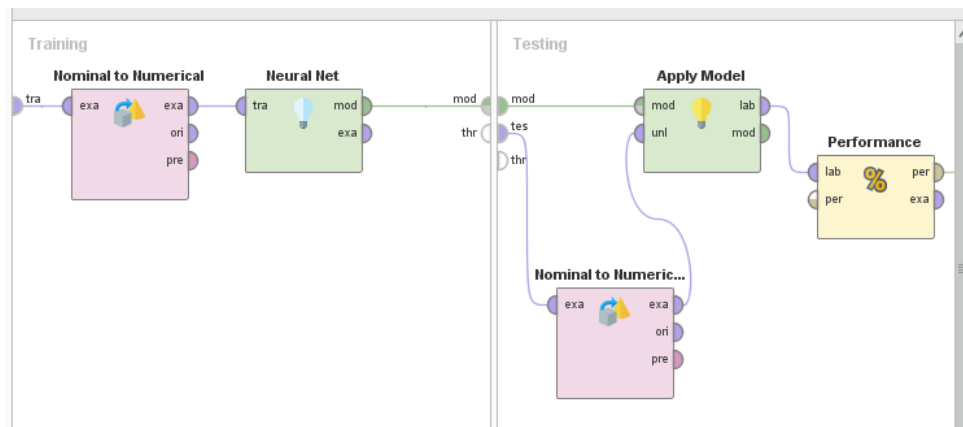 Training
Nominal to Numerical
tra
exa
exa
ori
pre
Neural Net
tra
mod
exa
mod
thr
Testing
mod
tes
thr
Apply Model
mod
lab
unl
mod
Performance
lab
per
per
exa
%
Nominal to Numeric...
exa
exa
ori
pre